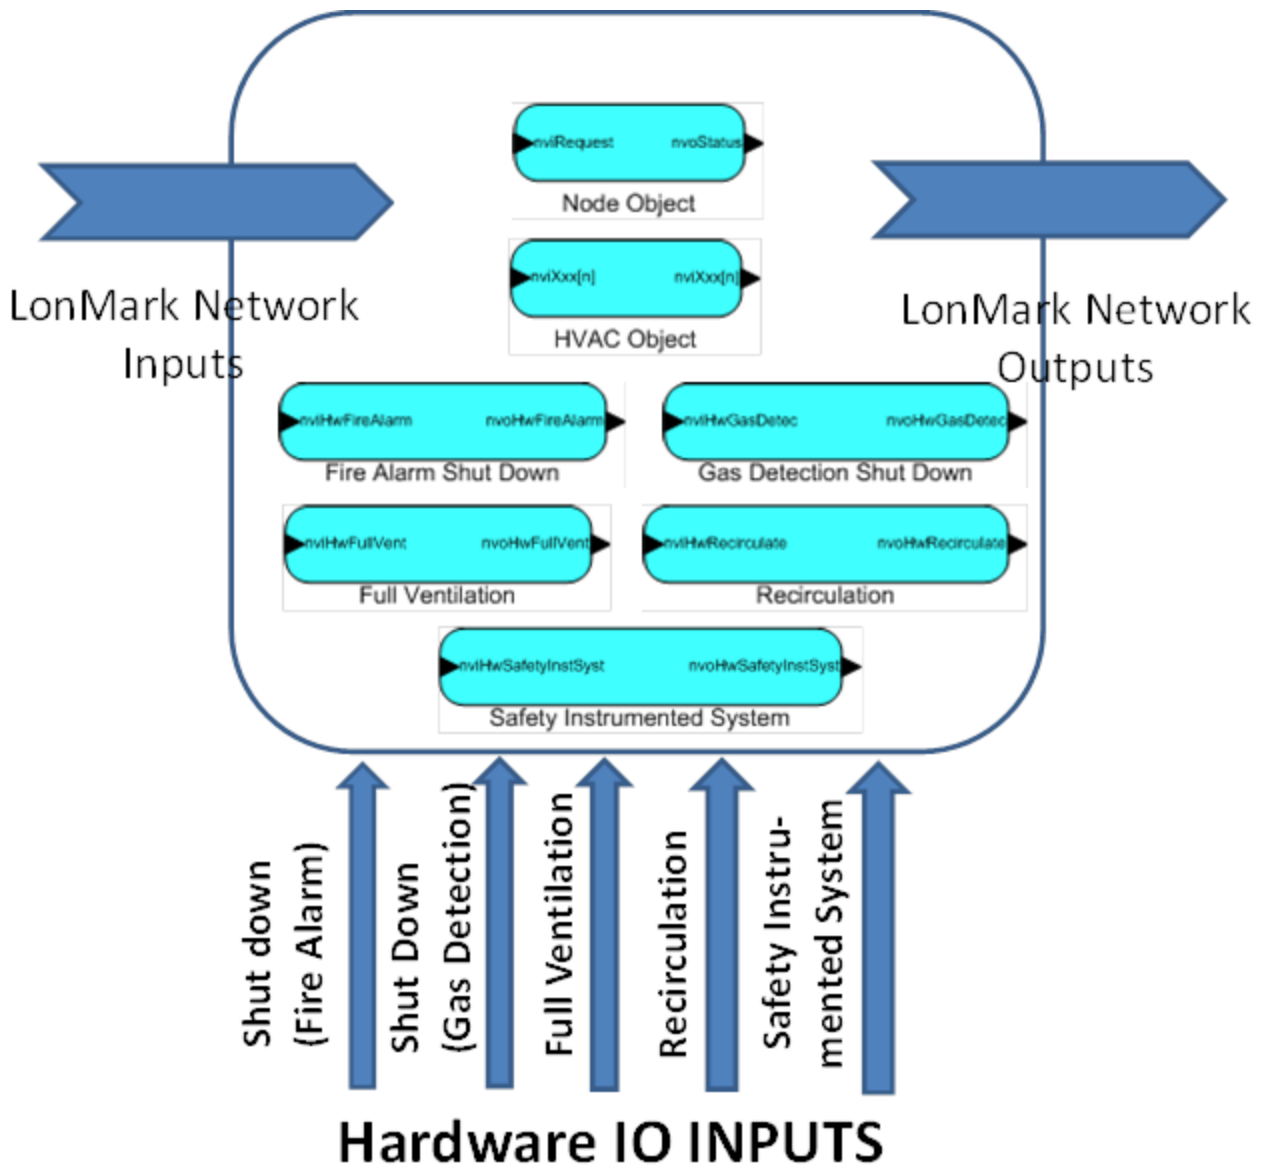 nviRequest nvoStatus
Node Object
nviXxx[n] nviXxx[n]
HVAC Object
LonMark Network
Inputs
LonMark Network
Outputs
nviHwFireAlarm nvoHwFireAlarm
Fire Alarm Shut Down
nviHwGasDetec nvoHwGasDetec
Gas Detection Shut Down
nviHwFullVent nvoHwFullVent
Full Ventilation
nviHwRecirculate nvoHwRecirculate
Recirculation
nviHwSafetyInstSyst nvoHwSafetyInstSyst
Safety Instrumented System
Shut down
(Fire Alarm)
Shut Down
(Gas Detection)
Full Ventilation
Recirculation
Safety Instru-
mented System
Hardware IO INPUTS